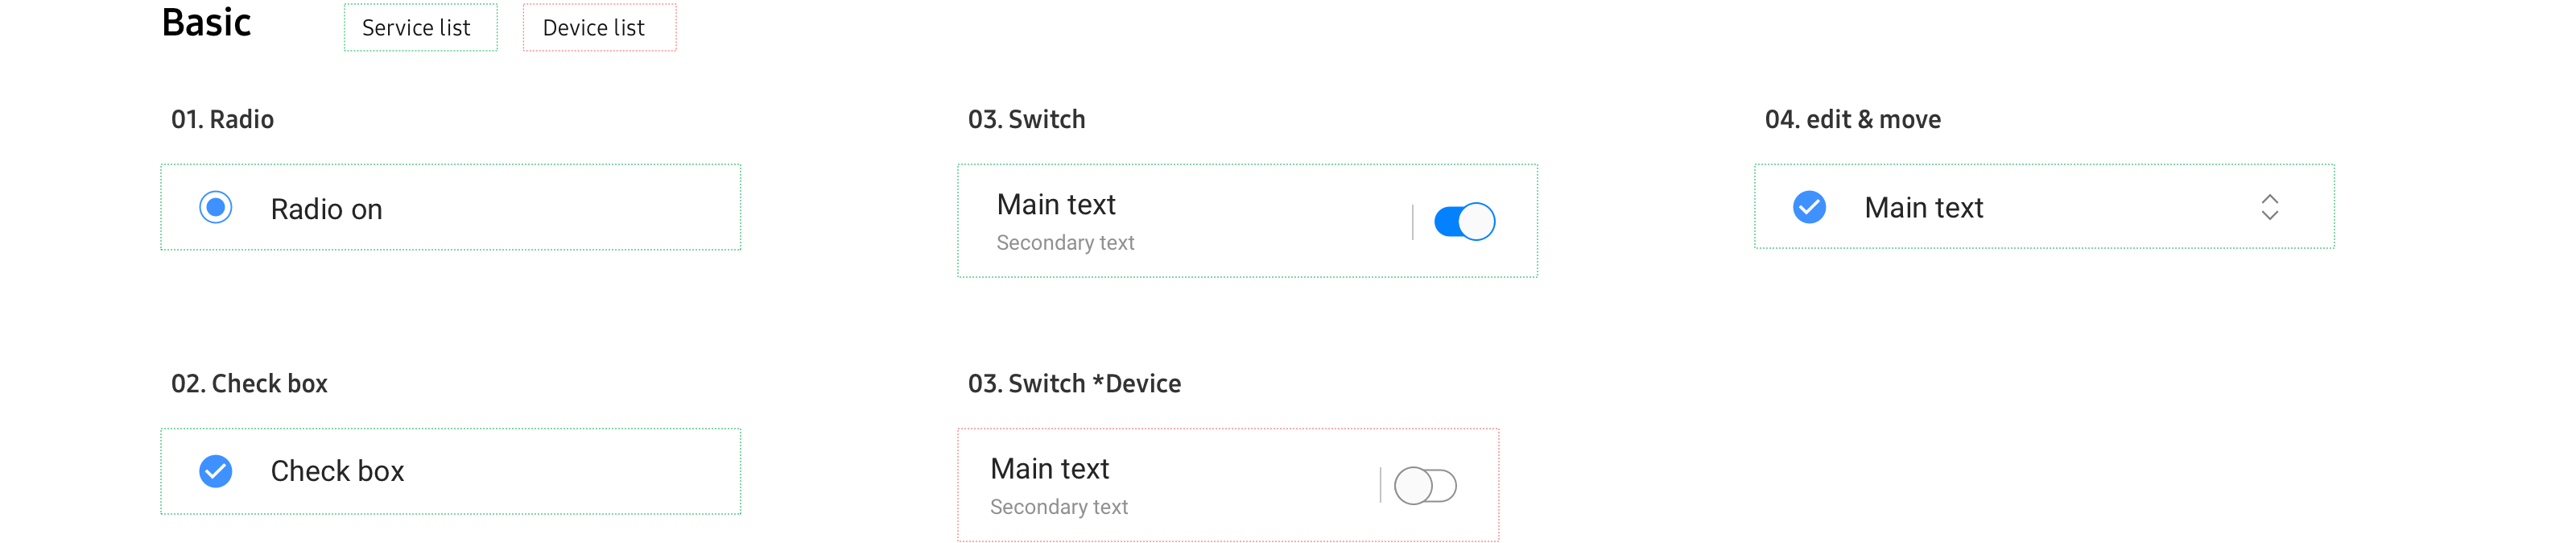 Basic
Service list
Device list
01. Radio
Radio on
03. Switch
Main text
Secondary text
04. edit & move
Main text
02. Check box
Check box
03. Switch *Device
Main text
Secondary text